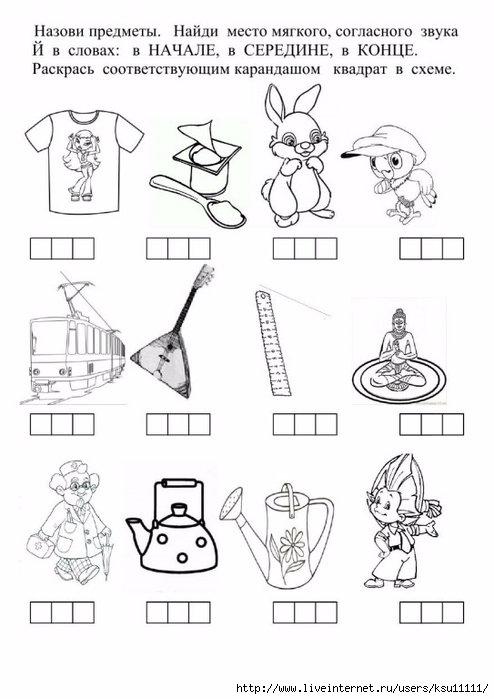 Назови предметы. Найди место мягкого, согласного звука
Й в словах: в НАЧАЛЕ, в СЕРЕДИНЕ, в КОНЦЕ.
Раскрась соответствующим карандашом квадрат в схеме.
http://www.liveinternet.ru/users/ksu11111/